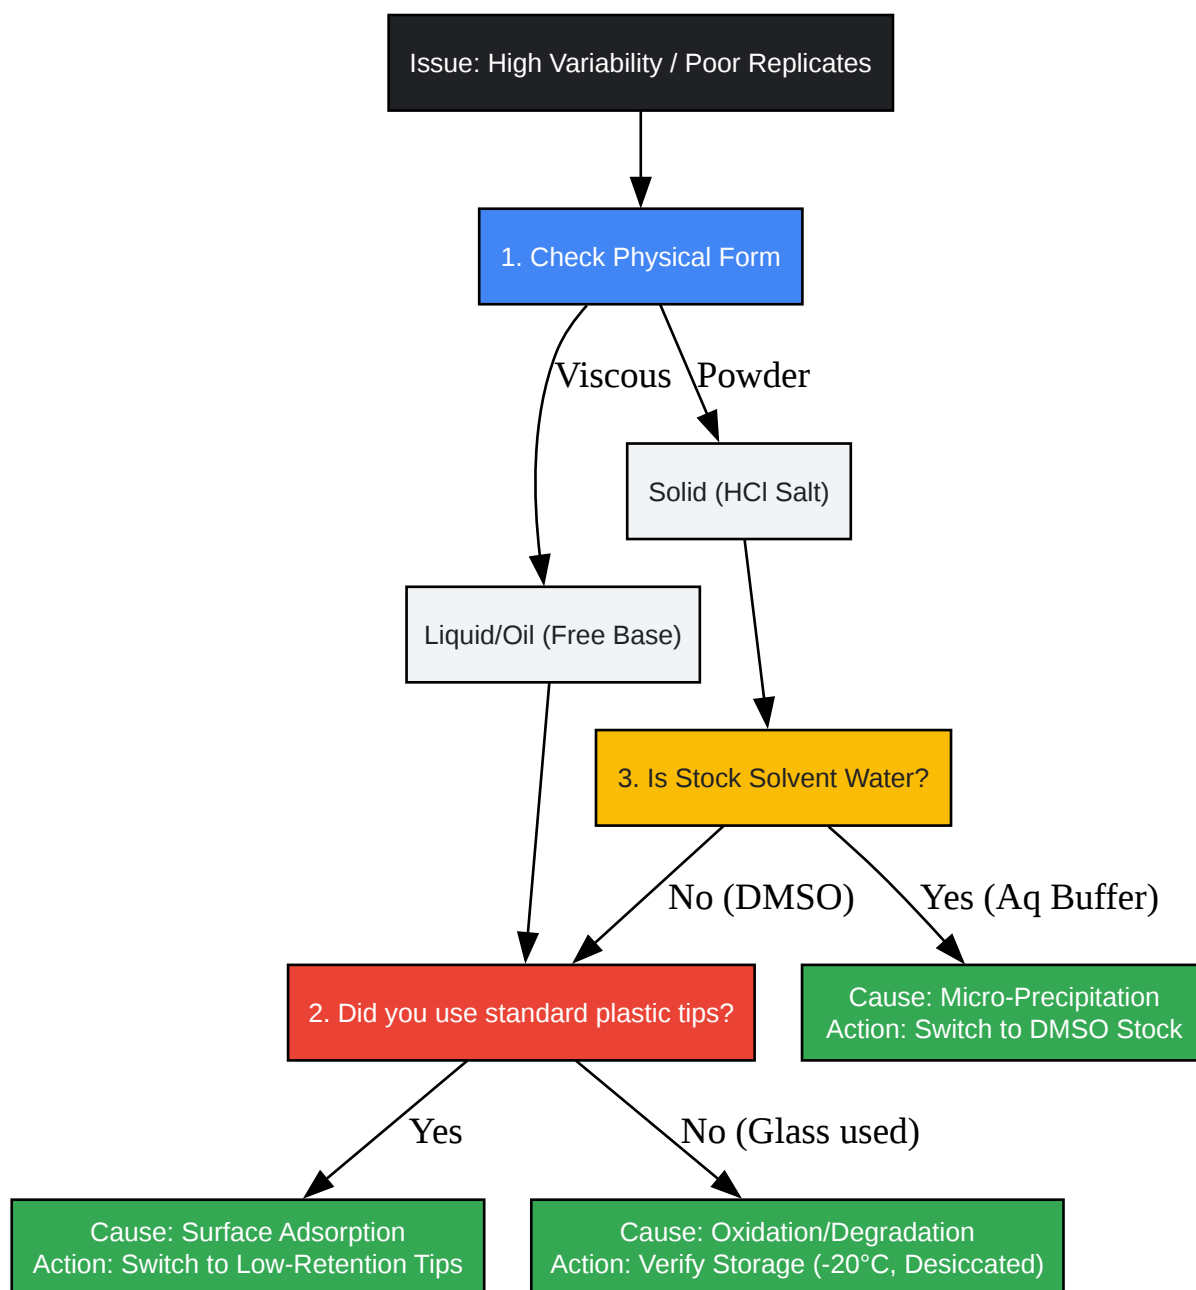 Issue: High Variability / Poor Replicates
1. Check Physical Form
Viscous
Powder
Solid (HCl Salt)
Liquid/Oil (Free Base)
3. Is Stock Solvent Water?
No (DMSO)
Yes (Aq Buffer)
2. Did you use standard plastic tips?
Cause: Micro-Precipitation
Action: Switch to DMSO Stock
Yes
No (Glass used)
Cause: Surface Adsorption
Action: Switch to Low-Retention Tips
Cause: Oxidation/Degradation
Action: Verify Storage (-20°C, Desiccated)